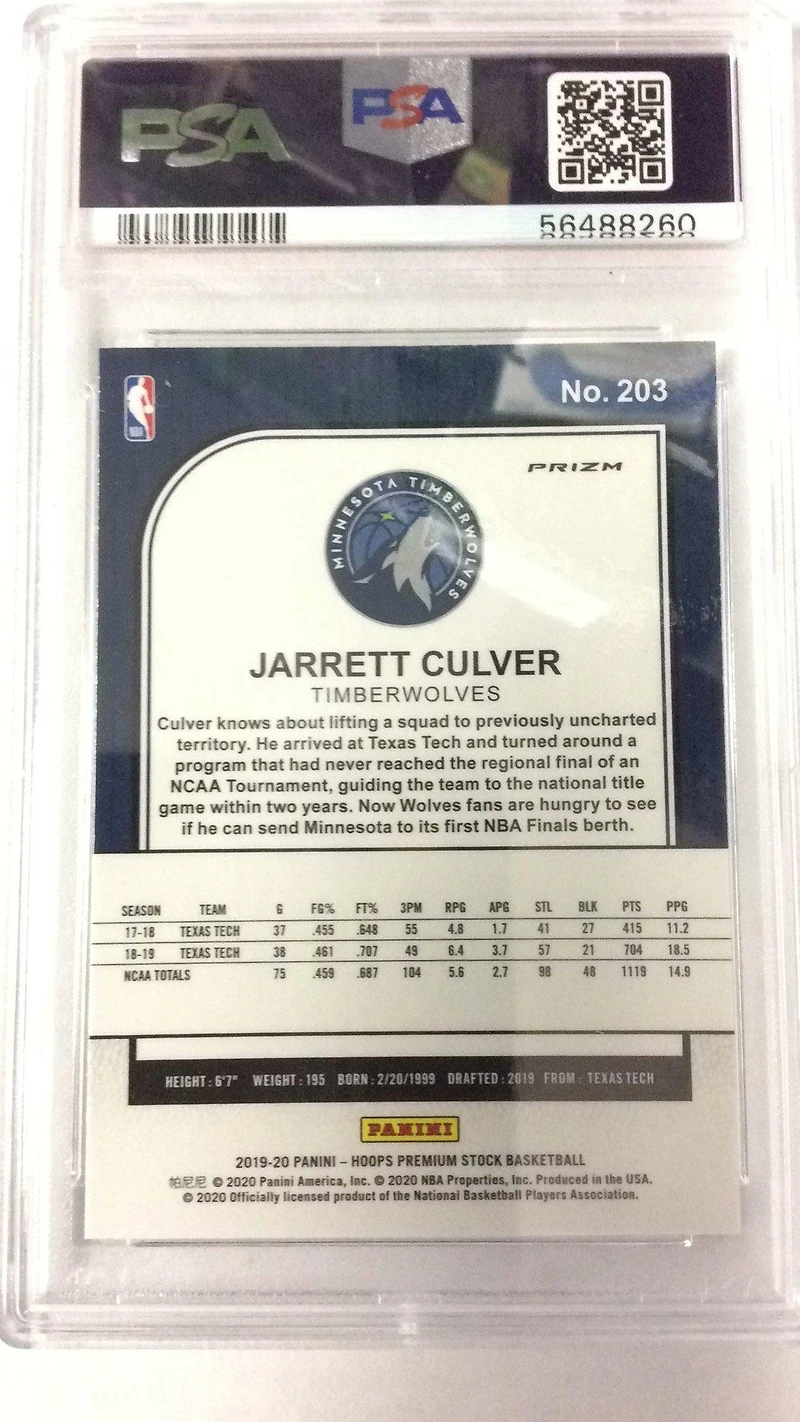 PSA
PSA
56488260
No. 203
PRIZM
MINNESOTA TIMBERWOLVES
JARRETT CULVER
TIMBERWOLVES
Culver knows about lifting a squad to previously uncharted
territory. He arrived at Texas Tech and turned around a
program that had never reached the regional final of an
NCAA Tournament, guiding the team to the national title
game within two years. Now Wolves fans are hungry to see
if he can send Minnesota to its first NBA Finals berth.
SEASON TEAM G FG% FT% 3PM RPG APG STL BLK PTS PPG
17-18 TEXAS TECH 37 .455 .648 55 4.8 1.7 41 27 415 11.2
18-19 TEXAS TECH 38 .461 .707 49 6.4 3.7 57 21 704 18.5
NCAA TOTALS 75 .459 .687 104 5.6 2.7 98 48 1119 14.9
HEIGHT: 6'7" WEIGHT: 195 BORN: 2/20/1999 DRAFTED: 2019 FROM: TEXAS TECH
PANINI
2019-20 PANINI – HOOPS PREMIUM STOCK BASKETBALL
帕尼尼 © 2020 Panini America, Inc. © 2020 NBA Properties, Inc. Produced in the USA.
© 2020 Officially licensed product of the National Basketball Players Association.